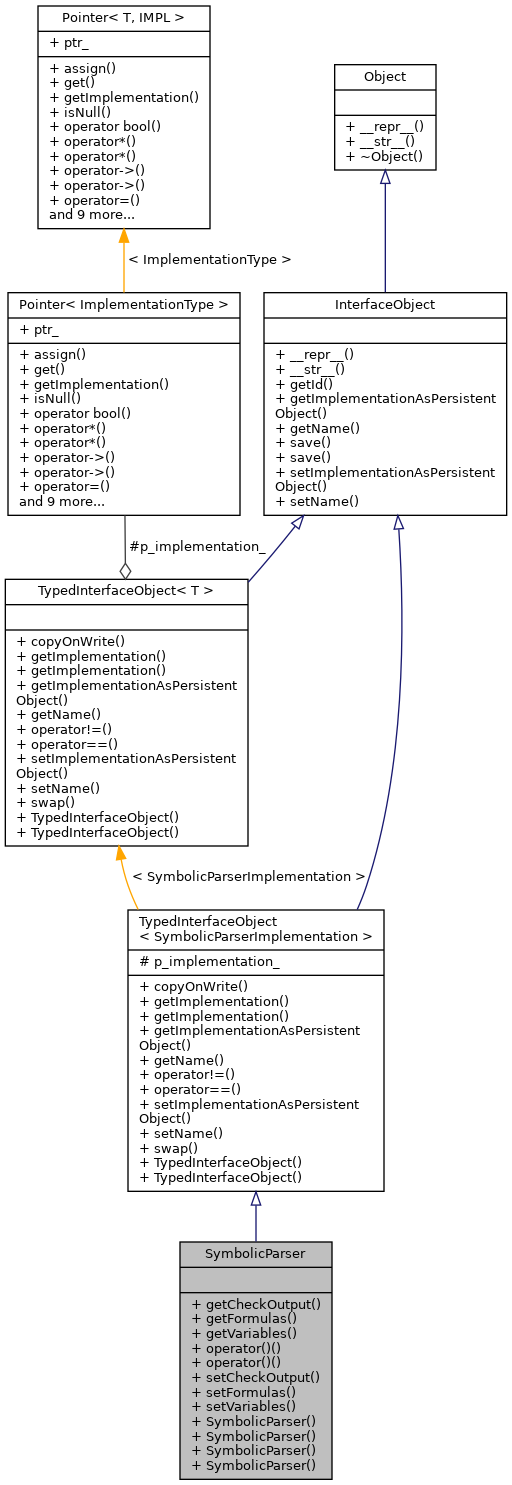 Pointer< T, IMPL >
+ ptr_
+ assign()
+ get()
+ getImplementation()
+ isNull()
+ operator bool()
+ operator*()
+ operator*()
+ operator->()
+ operator->()
+ operator=()
and 9 more...
Object
+ __repr__()
+ __str__()
+ ~Object()
< ImplementationType >
Pointer< ImplementationType >
+ ptr_
+ assign()
+ get()
+ getImplementation()
+ isNull()
+ operator bool()
+ operator*()
+ operator*()
+ operator->()
+ operator->()
+ operator=()
and 9 more...
InterfaceObject
+ __repr__()
+ __str__()
+ getId()
+ getImplementationAsPersistent
Object()
+ getName()
+ save()
+ save()
+ setImplementationAsPersistent
Object()
+ setName()
#p_implementation_
TypedInterfaceObject< T >
+ copyOnWrite()
+ getImplementation()
+ getImplementation()
+ getImplementationAsPersistent
Object()
+ getName()
+ operator!=()
+ operator==()
+ setImplementationAsPersistent
Object()
+ setName()
+ swap()
+ TypedInterfaceObject()
+ TypedInterfaceObject()
< SymbolicParserImplementation >
TypedInterfaceObject
< SymbolicParserImplementation >
# p_implementation_
+ copyOnWrite()
+ getImplementation()
+ getImplementation()
+ getImplementationAsPersistent
Object()
+ getName()
+ operator!=()
+ operator==()
+ setImplementationAsPersistent
Object()
+ setName()
+ swap()
+ TypedInterfaceObject()
+ TypedInterfaceObject()
SymbolicParser
+ getCheckOutput()
+ getFormulas()
+ getVariables()
+ operator()()
+ operator()()
+ setCheckOutput()
+ setFormulas()
+ setVariables()
+ SymbolicParser()
+ SymbolicParser()
+ SymbolicParser()
+ SymbolicParser()